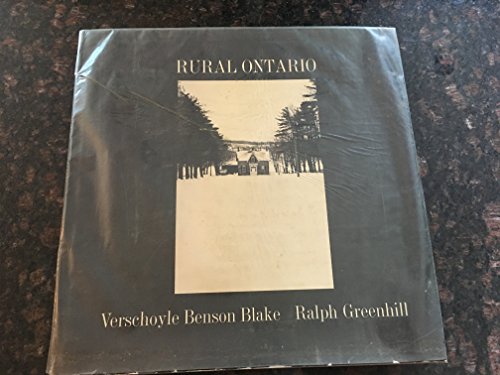 RURAL ONTARIO
Verschoyle Benson Blake Ralph Greenhill